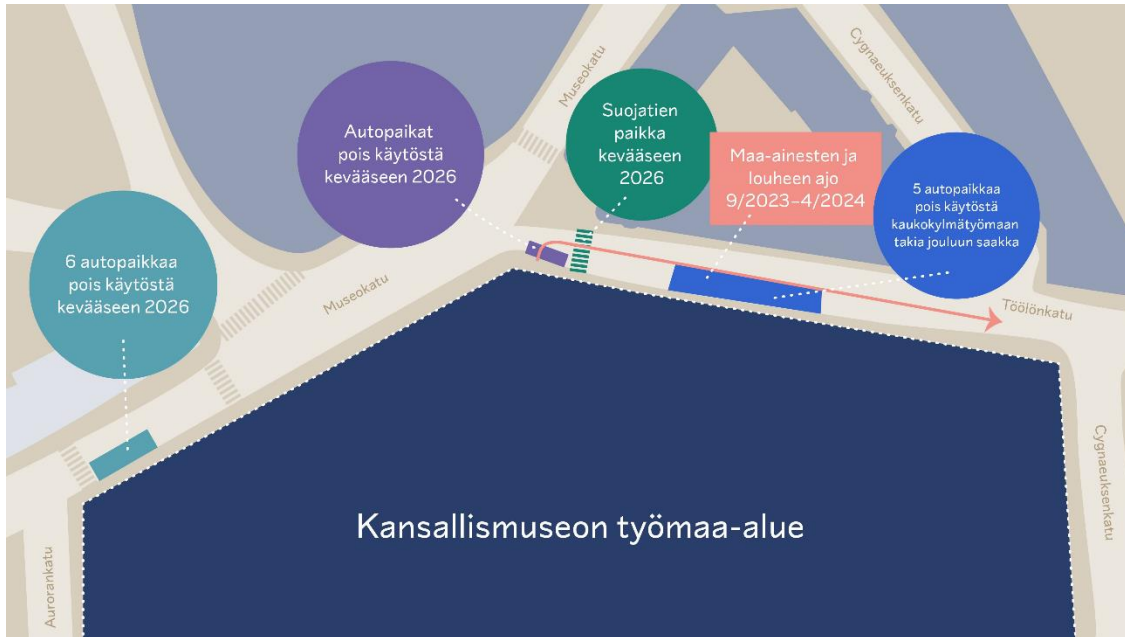 Museokatu
Cygnaeuksenkatu
Autopaikat
pois käytöstä
kevääseen 2026
Suojatien
paikka
kevääseen
2026
Maa-ainesten ja
louheen ajo
9/2023–4/2024
5 autopaikkaa
pois käytöstä
kaukokylmätyömaan
takia jouluun saakka
6 autopaikkaa
pois käytöstä
kevääseen 2026
Museokatu
Töölönkatu
Cygnaeuksenkatu
Kansallismuseon työmaa-alue
Aurorankatu